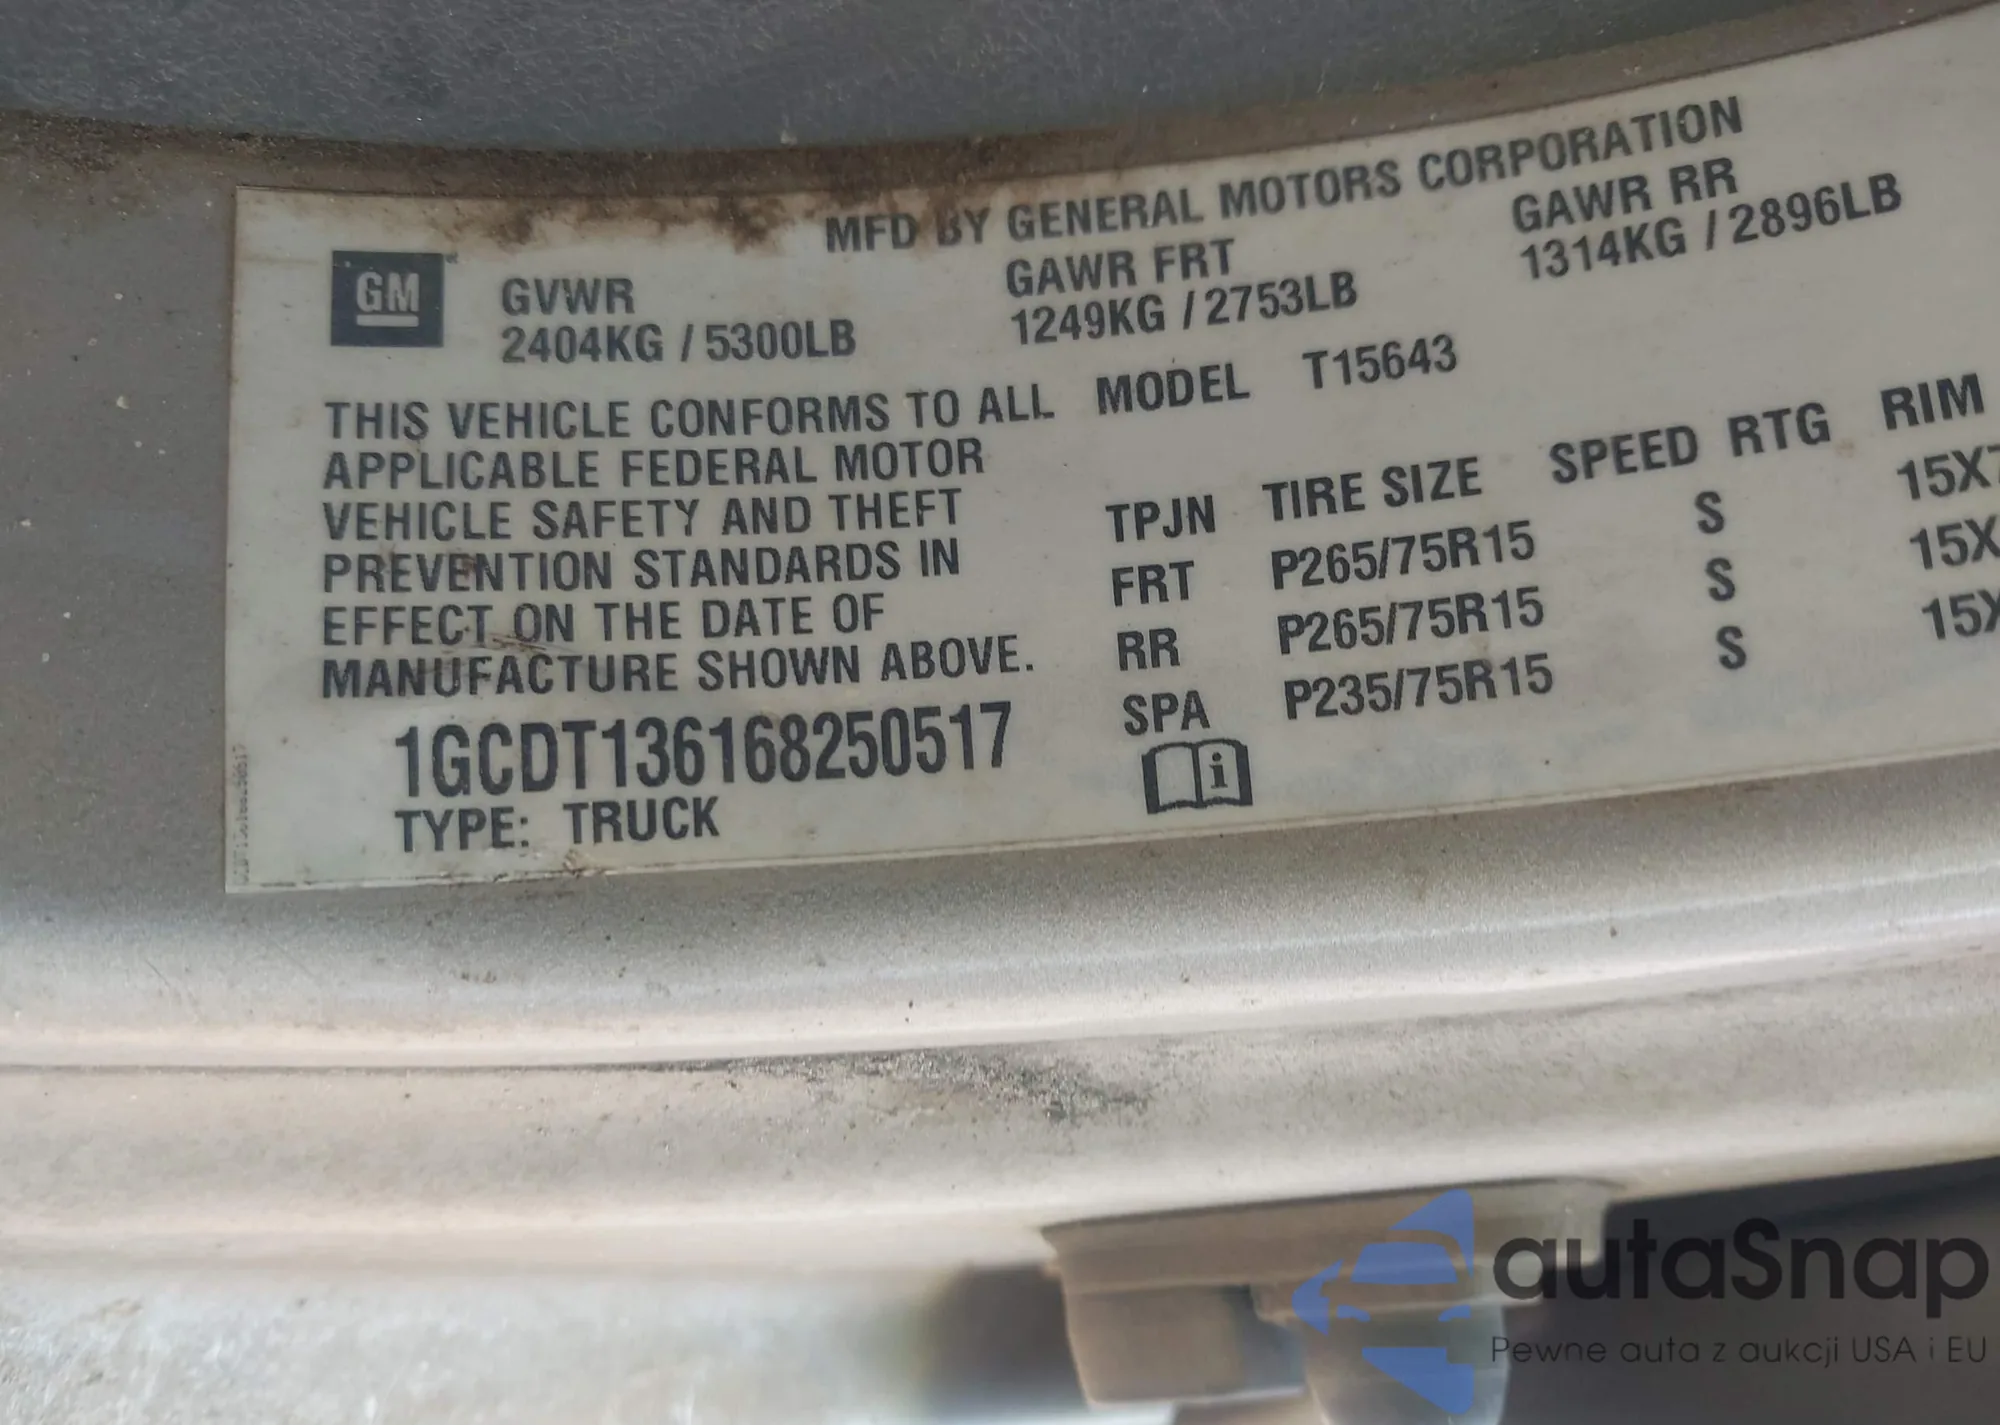 MFD BY GENERAL MOTORS CORPORATION
GM
GVWR GAWR FRT GAWR RR
2404KG / 5300LB 1249KG / 2753LB 1314KG / 2896LB
THIS VEHICLE CONFORMS TO ALL MODEL T15643
APPLICABLE FEDERAL MOTOR
VEHICLE SAFETY AND THEFT
PREVENTION STANDARDS IN
EFFECT ON THE DATE OF
MANUFACTURE SHOWN ABOVE.
TPJN TIRE SIZE SPEED RTG RIM
FRT P265/75R15 S 15X7
RR P265/75R15 S 15X
SPA P235/75R15 S 15X
1GCDT136168250517
TYPE: TRUCK
i
autaSnap
Pewne auta z aukcji USA i EU